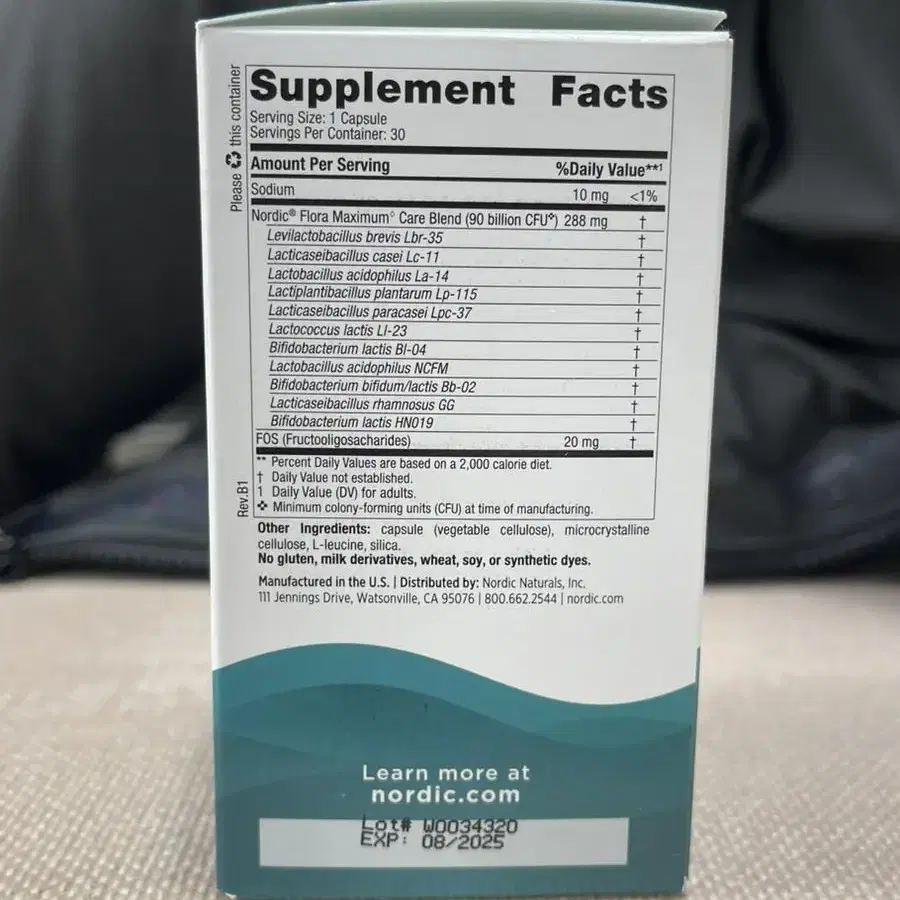 Supplement Facts
Serving Size: 1 Capsule
Servings Per Container: 30
Amount Per Serving %Daily Value**¹
Sodium 10 mg <1%
Nordic® Flora Maximum◊ Care Blend (90 billion CFU❖) 288 mg †
Levilactobacillus brevis Lbr-35 †
Lacticaseibacillus casei Lc-11 †
Lactobacillus acidophilus La-14 †
Lactiplantibacillus plantarum Lp-115 †
Lacticaseibacillus paracasei Lpc-37 †
Lactococcus lactis Ll-23 †
Bifidobacterium lactis Bl-04 †
Lactobacillus acidophilus NCFM †
Bifidobacterium bifidum/lactis Bb-02 †
Lacticaseibacillus rhamnosus GG †
Bifidobacterium lactis HN019 †
FOS (Fructooligosacharides) 20 mg †
** Percent Daily Values are based on a 2,000 calorie diet.
† Daily Value not established.
1 Daily Value (DV) for adults.
❖ Minimum colony-forming units (CFU) at time of manufacturing.
Please ♻ this container
Rev.B1
Other Ingredients: capsule (vegetable cellulose), microcrystalline
cellulose, L-leucine, silica.
No gluten, milk derivatives, wheat, soy, or synthetic dyes.
Manufactured in the U.S. | Distributed by: Nordic Naturals, Inc.
111 Jennings Drive, Watsonville, CA 95076 | 800.662.2544 | nordic.com
Learn more at
nordic.com
Lot# W0034320
EXP: 08/2025